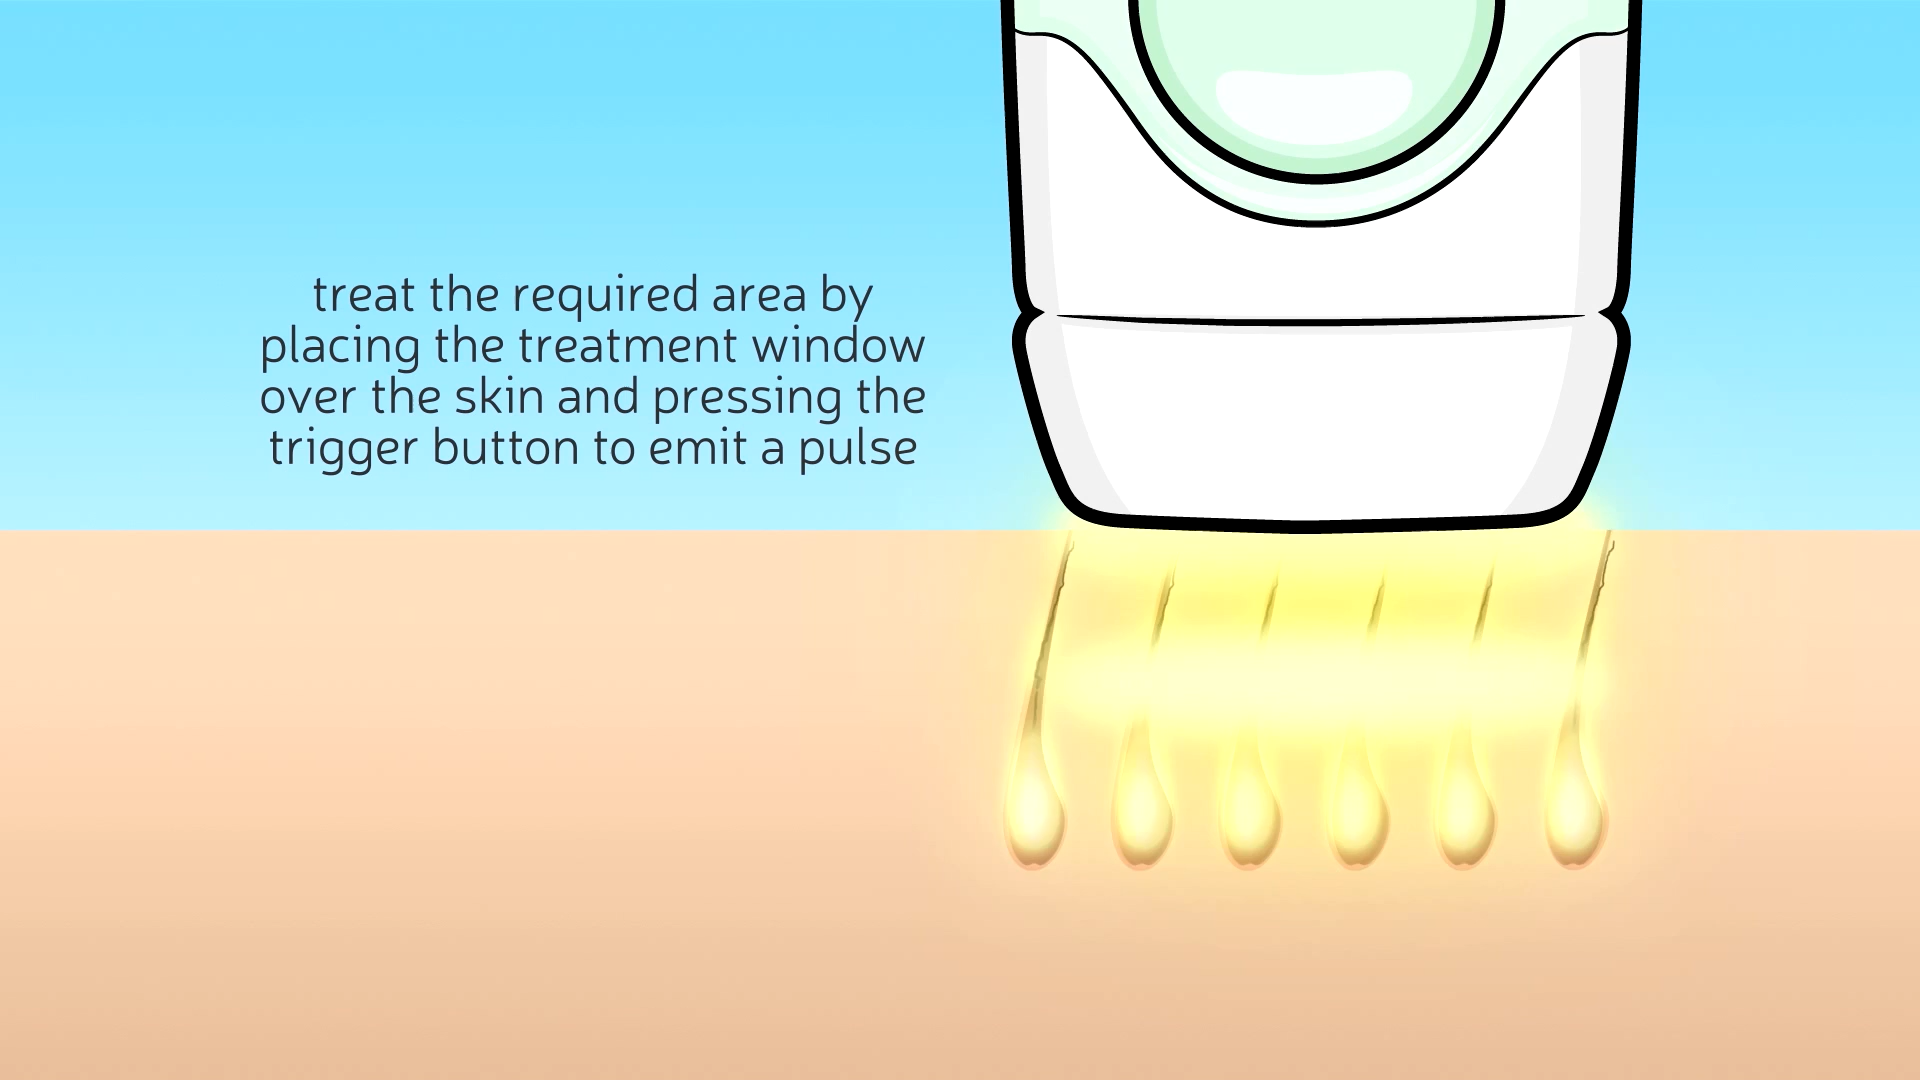 treat the required area by
placing the treatment window
over the skin and pressing the
trigger button to emit a pulse